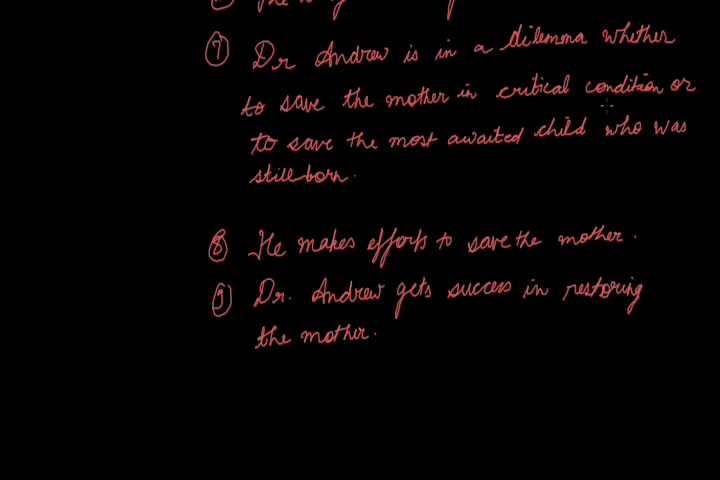 ⑦ Dr Andrew is in a dilemma whether
to save the mother in critical condition or
to save the most awaited child who was
still-born.
⑧ He makes efforts to save the mother.
⑨ Dr. Andrew gets success in restoring
the mother.